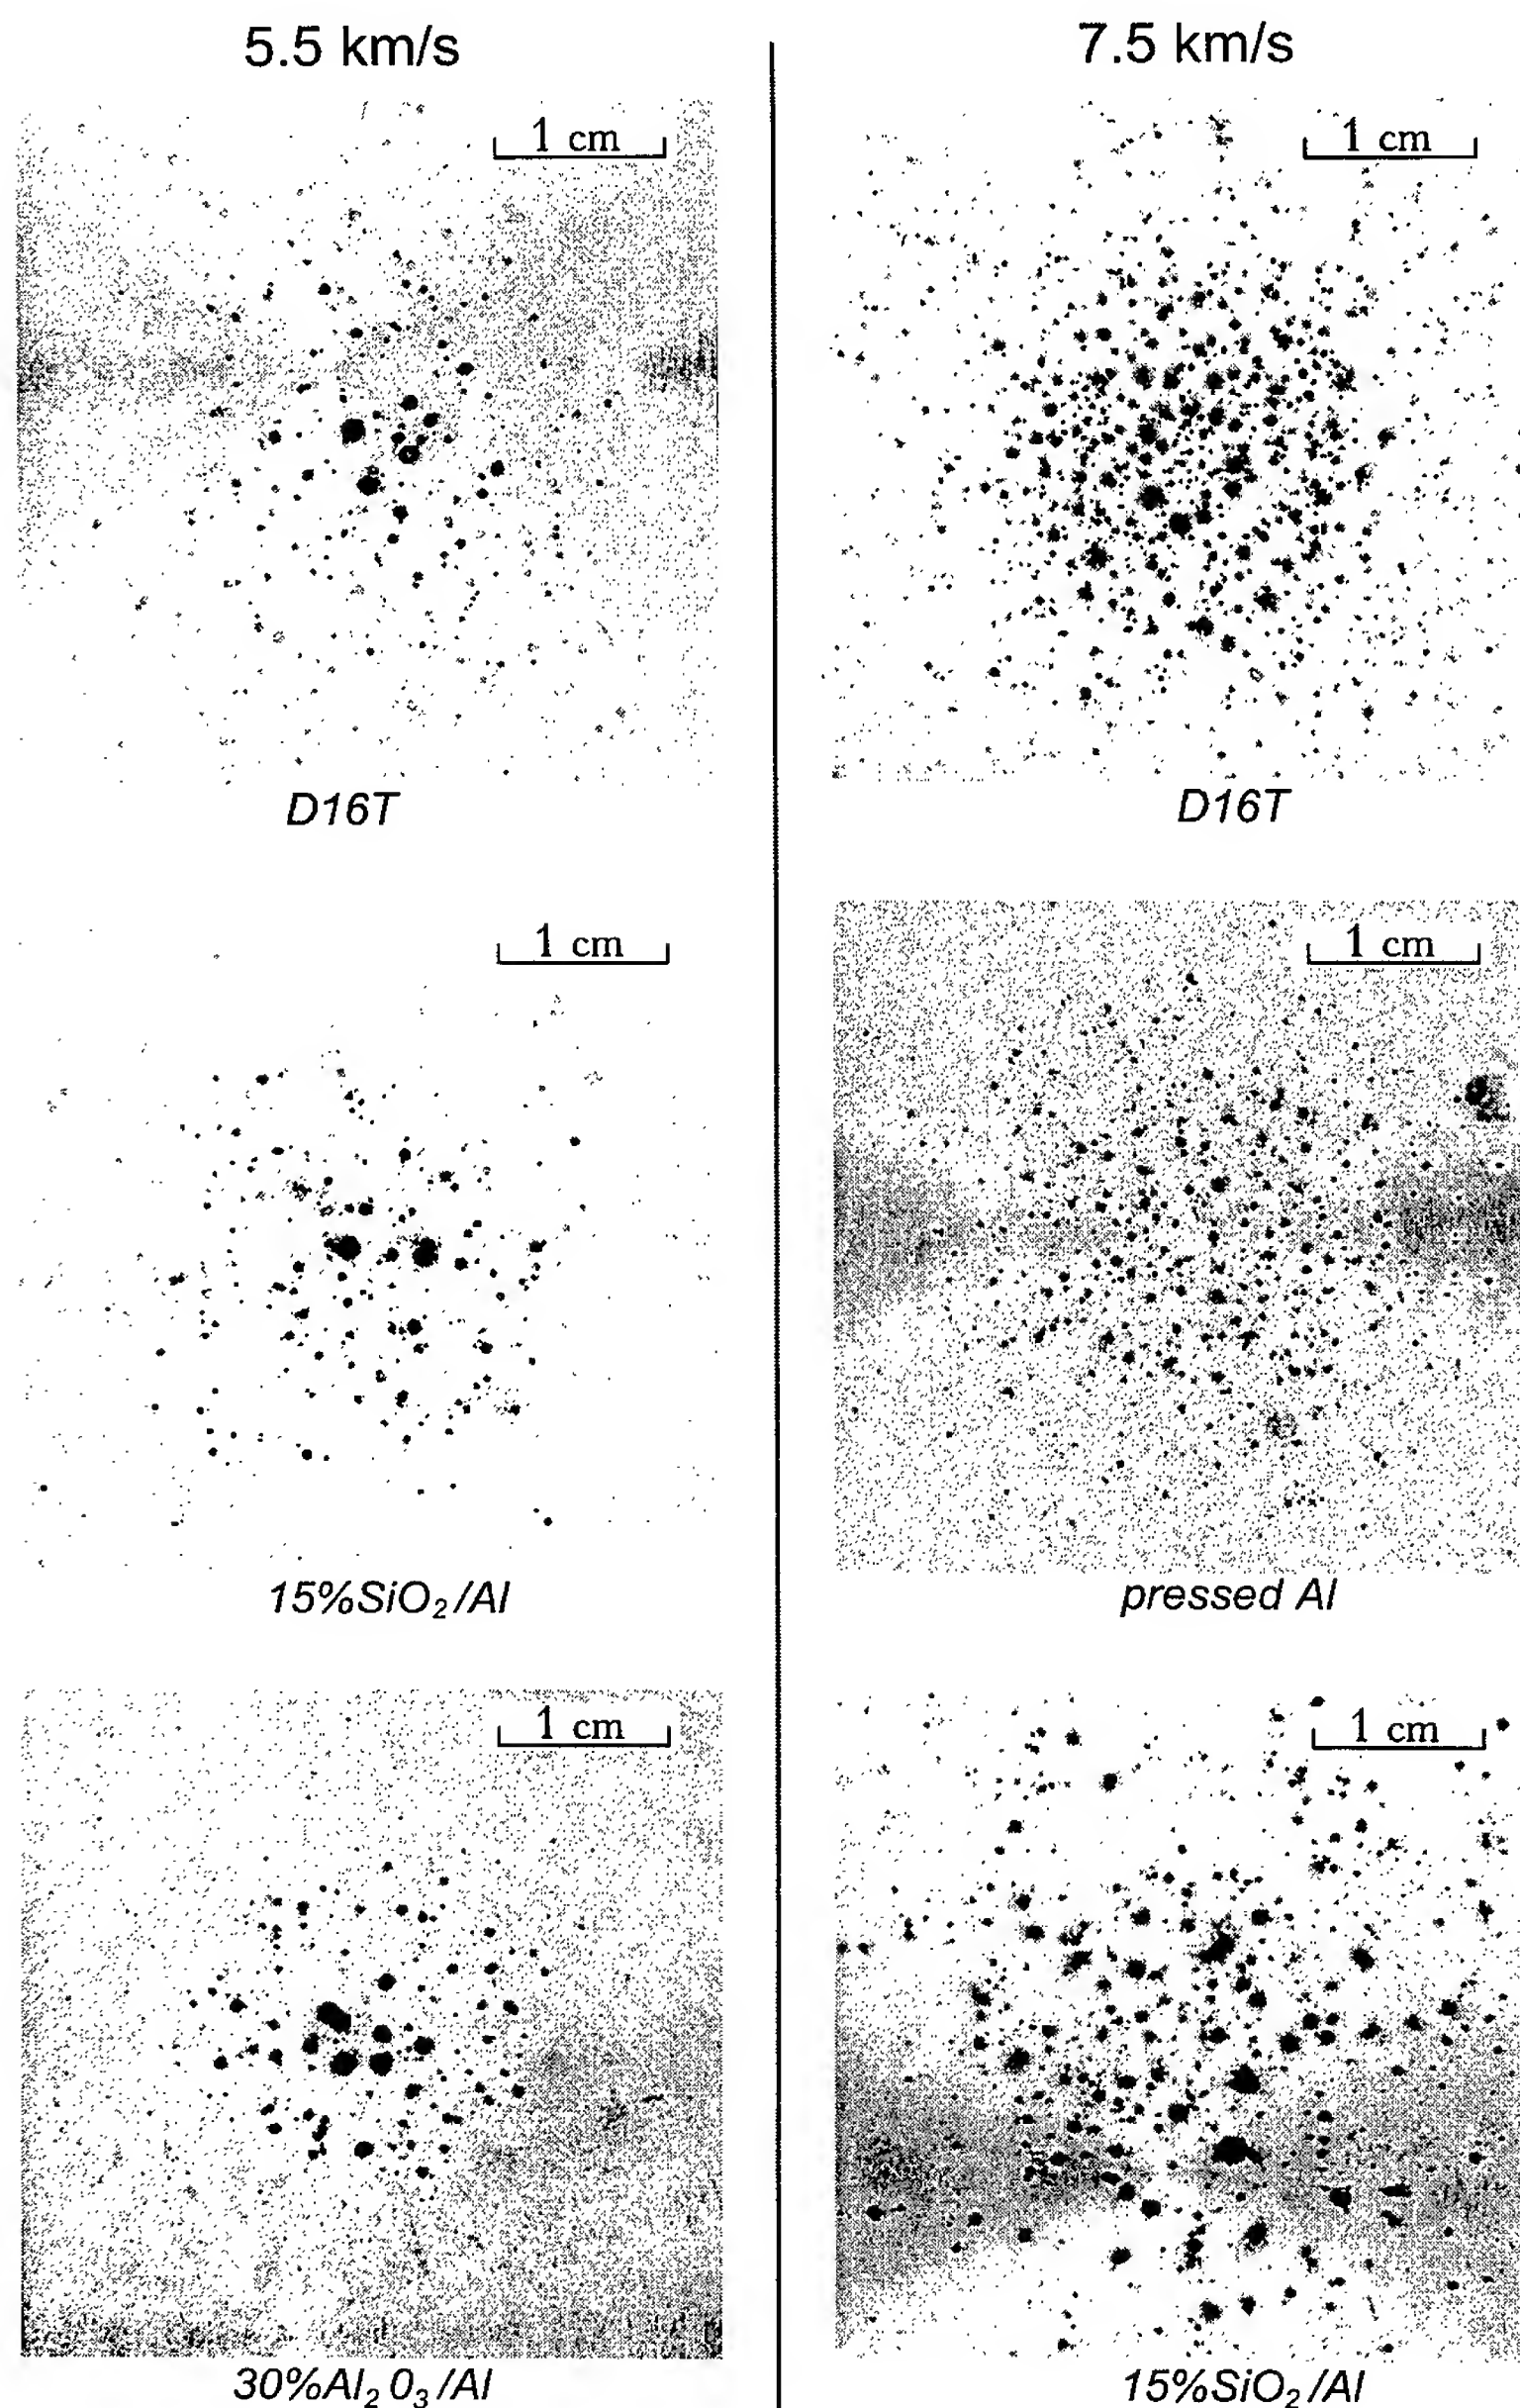 5.5 km/s
1 cm
D16T
1 cm
15%SiO₂/Al
1 cm
30%Al₂O₃/Al
7.5 km/s
1 cm
D16T
1 cm
pressed Al
1 cm
15%SiO₂/Al